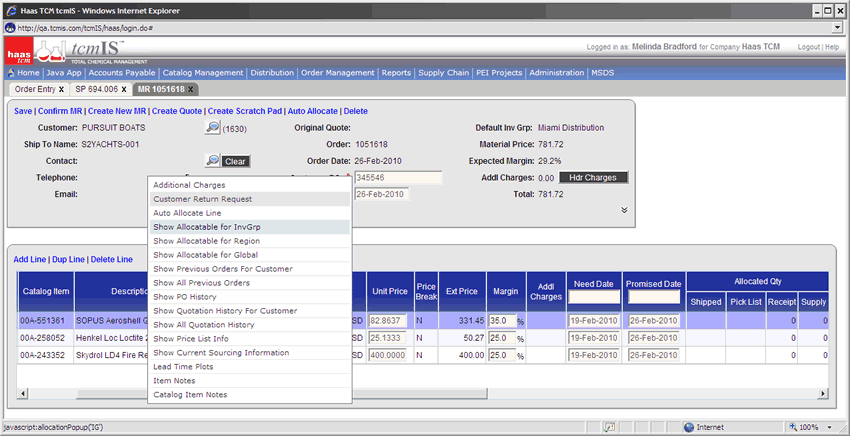 Haas TCM tcmIS - Windows Internet Explorer
http://qa.tcmis.com/tcmIS/haas/login.do#
haas tcm tcmIS™ TOTAL CHEMICAL MANAGEMENT
Logged in as: Melinda Bradford for Company Haas TCM Logout | Help
Home | Java App | Accounts Payable | Catalog Management | Distribution | Order Management | Reports | Supply Chain | PEI Projects | Administration | MSDS
Order Entry X SP 694.006 X MR 1051618 X
Save | Confirm MR | Create New MR | Create Quote | Create Scratch Pad | Auto Allocate | Delete
Customer: PURSUIT BOATS (1630) Original Quote: Default Inv Grp: Miami Distribution
Ship To Name: S2YACHTS-001 Order: 1051618 Material Price: 781.72
Contact: Clear Order Date: 26-Feb-2010 Expected Margin: 29.2%
Telephone: 345546 Addl Charges: 0.00 Hdr Charges
Email: 26-Feb-2010 Total: 781.72
Additional Charges
Customer Return Request
Auto Allocate Line
Show Allocatable for InvGrp
Show Allocatable for Region
Show Allocatable for Global
Show Previous Orders For Customer
Show All Previous Orders
Show PO History
Show Quotation History For Customer
Show All Quotation History
Show Price List Info
Show Current Sourcing Information
Lead Time Plots
Item Notes
Catalog Item Notes
Add Line | Dup Line | Delete Line
Catalog Item Descriptio Unit Price Price Break Ext Price Margin Addl Charges Need Date Promised Date Allocated Qty
Shipped Pick List Receipt Supply
00A-551361 SOPUS Aeroshell G SD 82.8637 N 331.45 35.0 % 19-Feb-2010 26-Feb-2010 0 0
00A-258052 Henkel Loc Loctite 2 SD 25.1333 N 50.27 25.0 % 19-Feb-2010 26-Feb-2010 0 0
00A-243352 Skydrol LD4 Fire Re SD 400.0000 N 400.00 25.0 % 19-Feb-2010 26-Feb-2010 0 0
javascript:allocationPopup('IG') Internet 100%